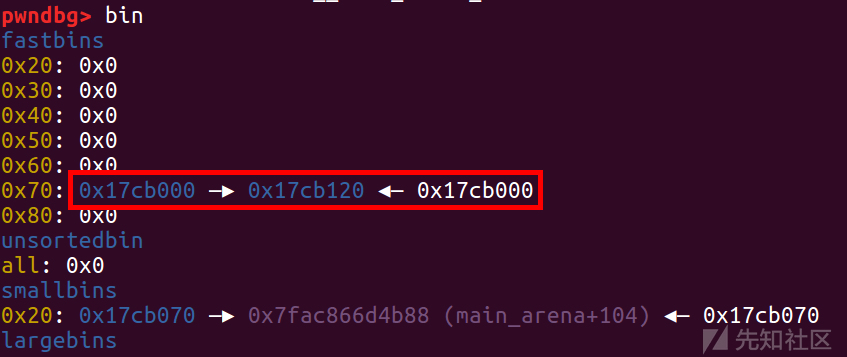 pwndbg> bin
fastbins
0x20: 0x0
0x30: 0x0
0x40: 0x0
0x50: 0x0
0x60: 0x0
0x70: 0x17cb000 —▸ 0x17cb120 ◂— 0x17cb000
0x80: 0x0
unsortedbin
all: 0x0
smallbins
0x20: 0x17cb070 —▸ 0x7fac866d4b88 (main_arena+104) ◂— 0x17cb070
largebins
先知社区